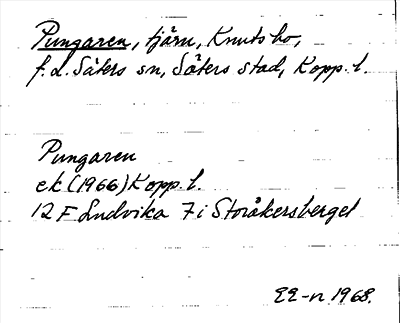 Pungaren, tjärn, Knutsbo,
f.d. Säters sn, Säters stad, Kopp. l.
Pungaren
ek (1966) Kopp. l.
12 F Ludvika 7 i Storåkersberget
EE-n 1968.